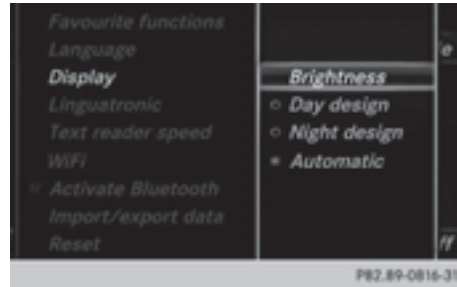 Favourite functions
Language
Display
Linguatronic
Text reader speed
WiFi
Activate Bluetooth
Import/export data
Reset
Brightness
Day design
Night design
Automatic
ff
P82.89-0816-31